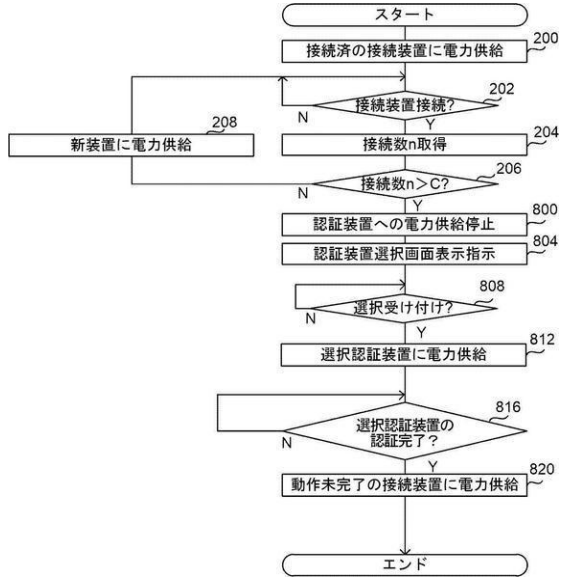 スタート
接続済の接続装置に電力供給
200
接続装置接続?
202
N
Y
新装置に電力供給
208
接続数n取得
204
接続数n＞C?
206
N
Y
認証装置への電力供給停止
800
認証装置選択画面表示指示
804
選択受け付け?
808
N
Y
選択認証装置に電力供給
812
選択認証装置の
認証完了？
816
N
Y
動作未完了の接続装置に電力供給
820
エンド